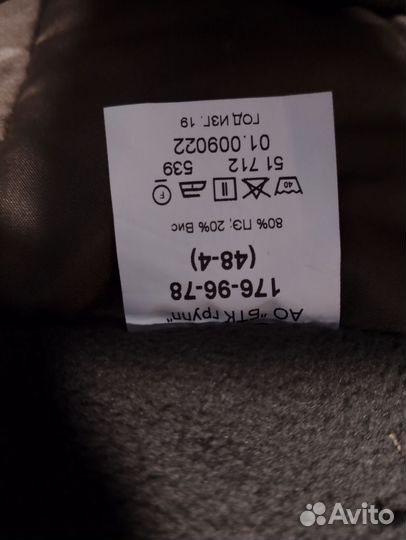 АО "БТК групп"
176-96-78
(48-4)
80% ПЭ; 20% Вис
40 F
51 712 539
01.009022
ГОД ИЗГ. 19
Avito